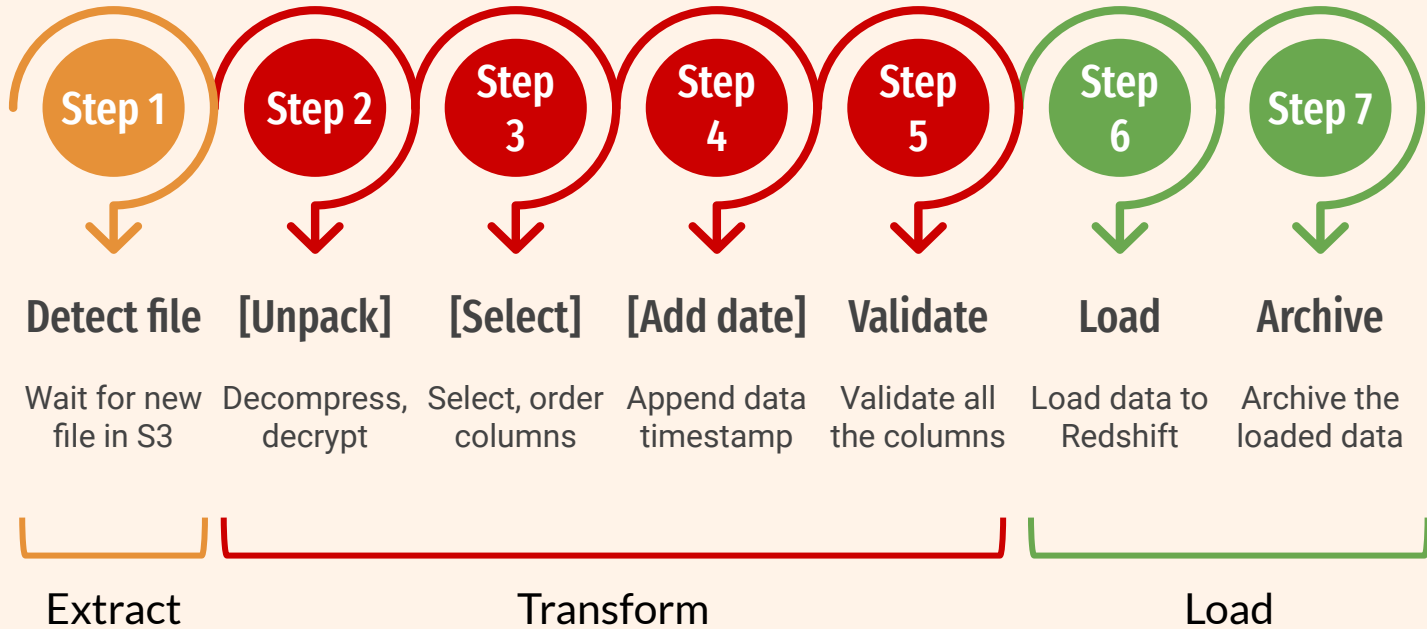 Step 1
Step 2
Step
3
Step
4
Step
5
Step
6
Step 7
Detect file
[Unpack]
[Select]
[Add date]
Validate
Load
Archive
Wait for new
file in S3
Decompress,
decrypt
Select, order
columns
Append data
timestamp
Validate all
the columns
Load data to
Redshift
Archive the
loaded data
Extract
Transform
Load